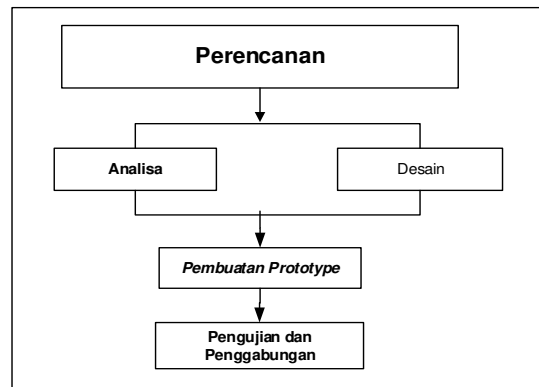 Perencanan
Analisa
Desain
Pembuatan Prototype
Pengujian dan
Penggabungan